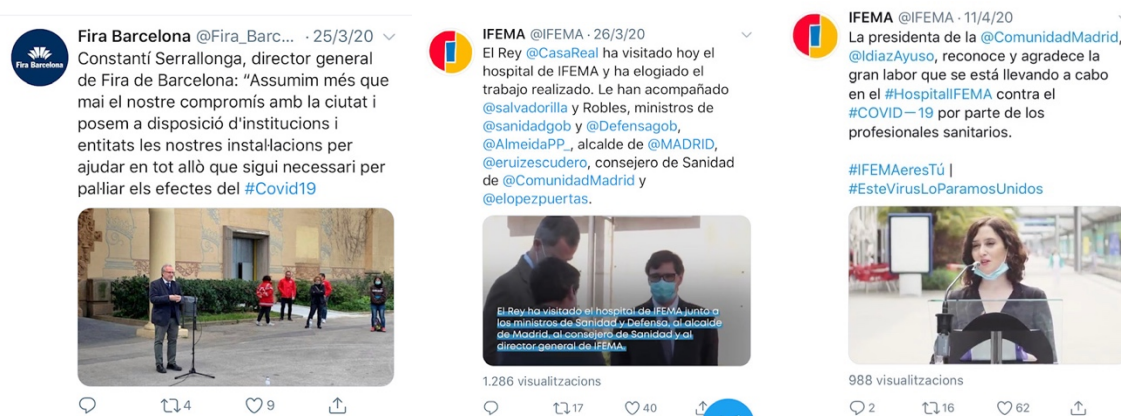 Fira Barcelona @Fira_Barc... · 25/3/20
Constantí Serrallonga, director general
de Fira de Barcelona: “Assumim més que
mai el nostre compromís amb la ciutat i
posem a disposició d'institucions i
entitats les nostres instal·lacions per
ajudar en tot allò que sigui necessari per
pal·liar els efectes del #Covid19
Fira Barcelona
4
9
IFEMA @IFEMA · 26/3/20
El Rey @CasaReal ha visitado hoy el
hospital de IFEMA y ha elogiado el
trabajo realizado. Le han acompañado
@salvadorilla y Robles, ministros de
@sanidadgob y @Defensagob,
@AlmeidaPP_, alcalde de @MADRID,
@eruizescudero, consejero de Sanidad
de @ComunidadMadrid y
@elopezpuertas.
El Rey ha visitado el hospital de IFEMA junto a
los ministros de Sanidad y Defensa, al alcalde
de Madrid, al consejero de Sanidad y al
director general de IFEMA.
1.286 visualitzacions
17
40
IFEMA @IFEMA · 11/4/20
La presidenta de la @ComunidadMadrid,
@IdiazAyuso, reconoce y agradece la
gran labor que se está llevando a cabo
en el #HospitalIFEMA contra el
#COVID—19 por parte de los
profesionales sanitarios.
#IFEMAeresTú |
#EsteVirusLoParamosUnidos
988 visualitzacions
2
16
62